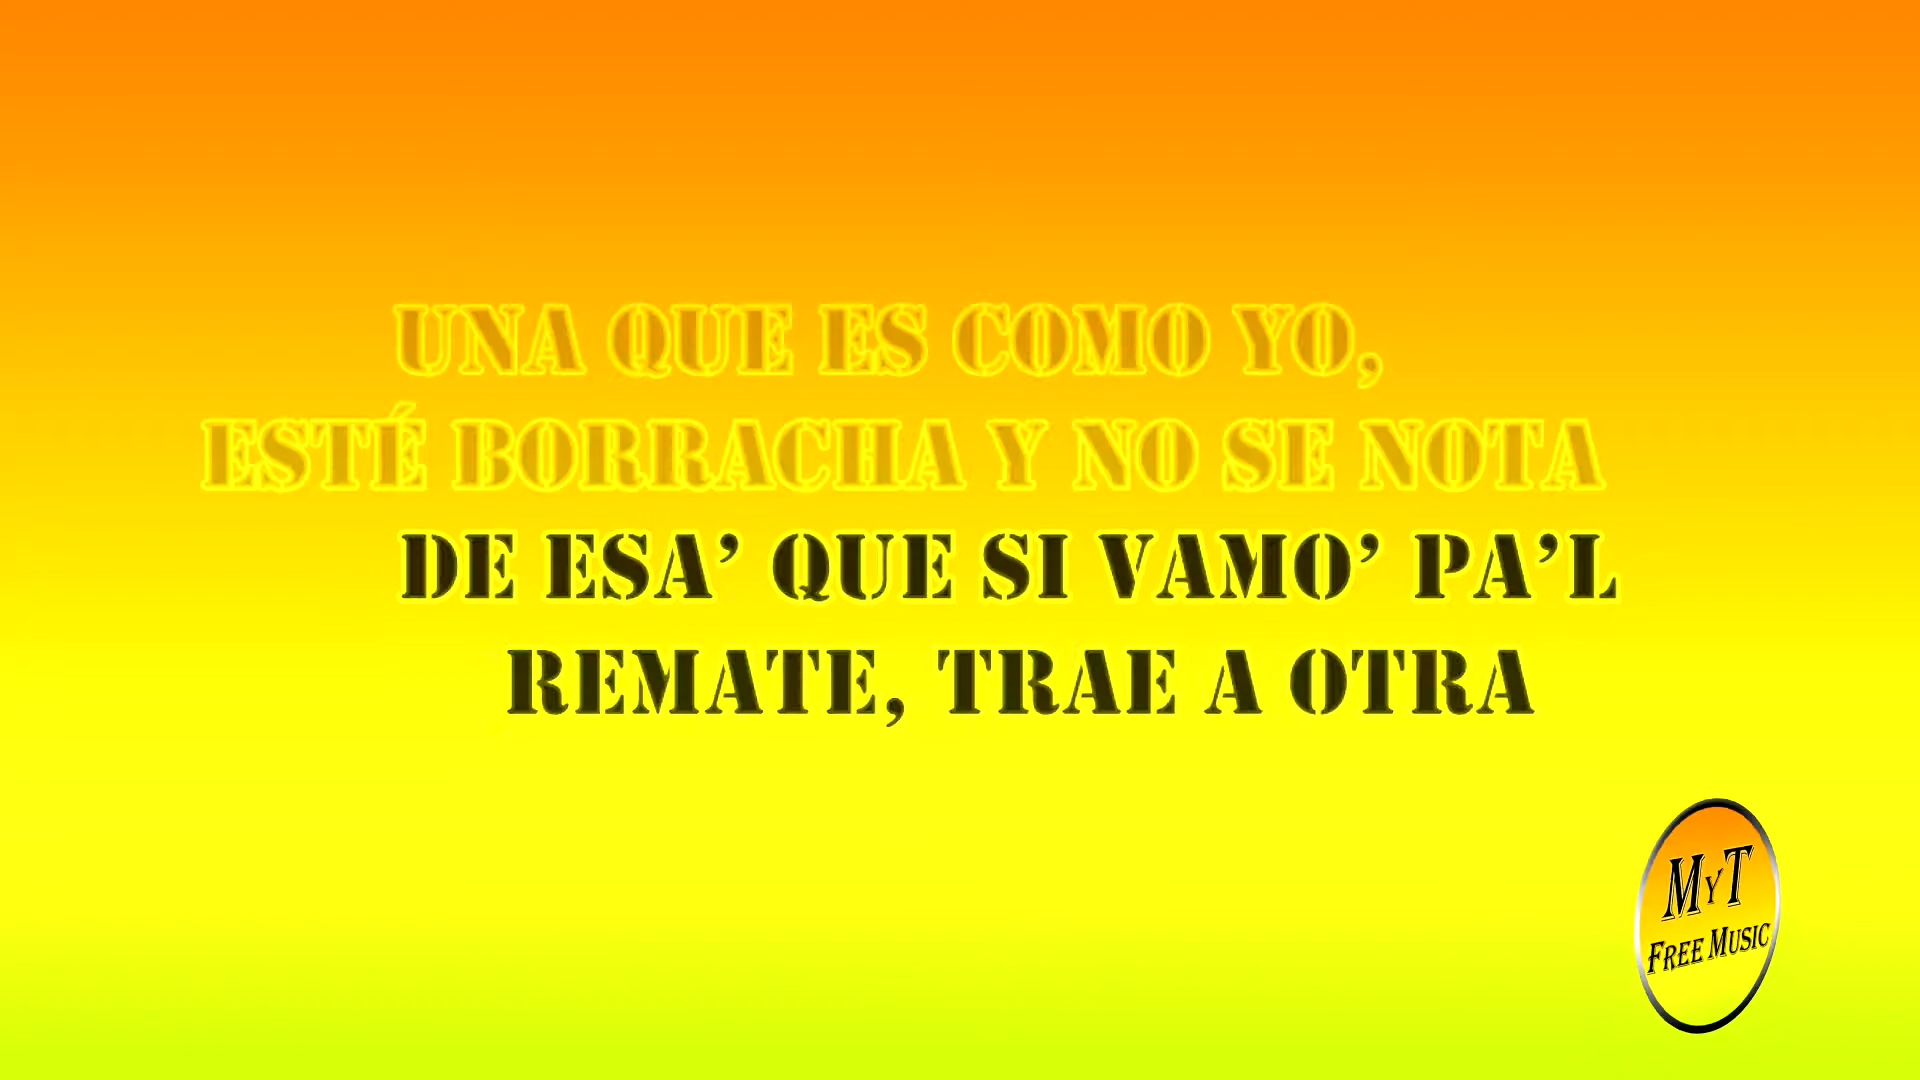 UNA QUE ES COMO YO,
ESTÉ BORRACHA Y NO SE NOTA
DE ESA’ QUE SI VAMO’ PA’L
REMATE, TRAE A OTRA
MYT
FREE MUSIC